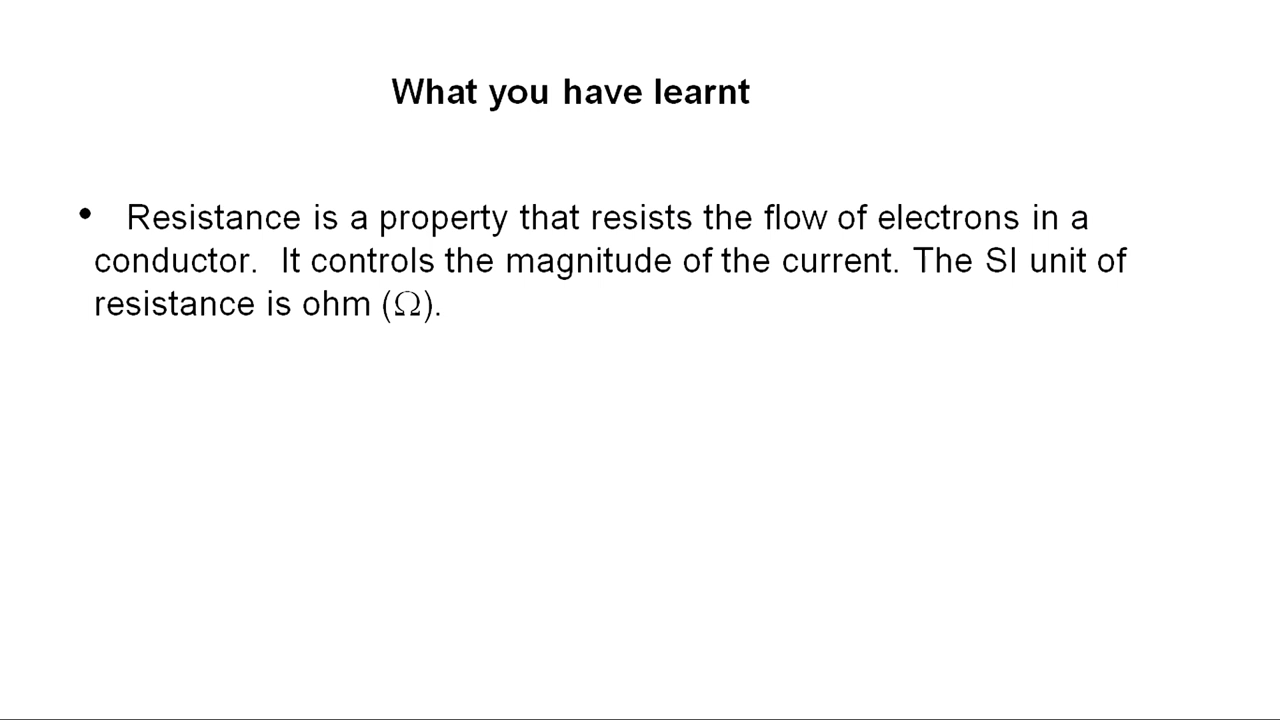 What you have learnt
• Resistance is a property that resists the flow of electrons in a
conductor. It controls the magnitude of the current. The SI unit of
resistance is ohm (Ω).